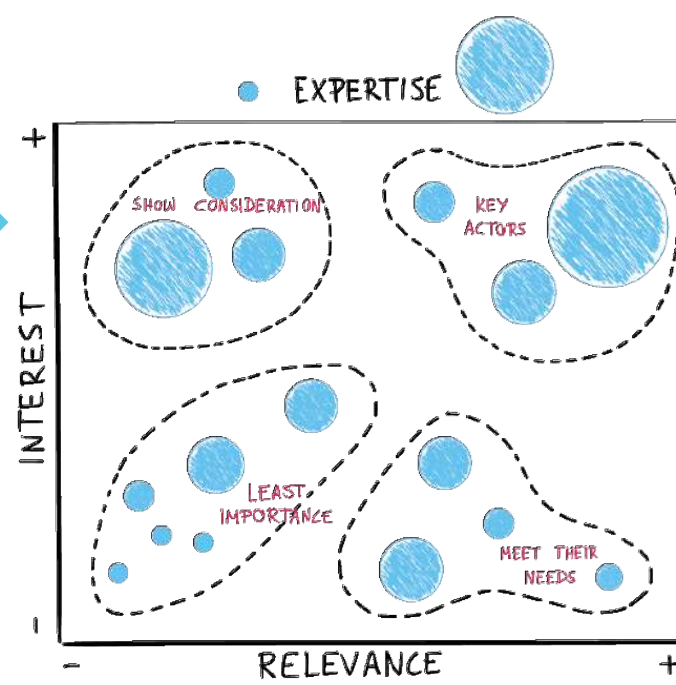 EXPERTISE
+
SHOW CONSIDERATION
KEY
ACTORS
INTEREST
LEAST
IMPORTANCE
MEET THEIR
NEEDS
-
- RELEVANCE +